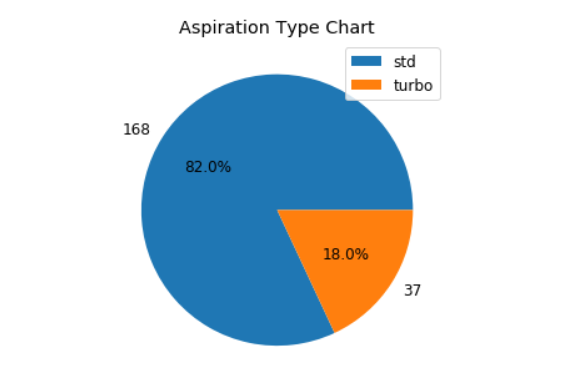 Aspiration Type Chart
std
turbo
168
82.0%
18.0%
37